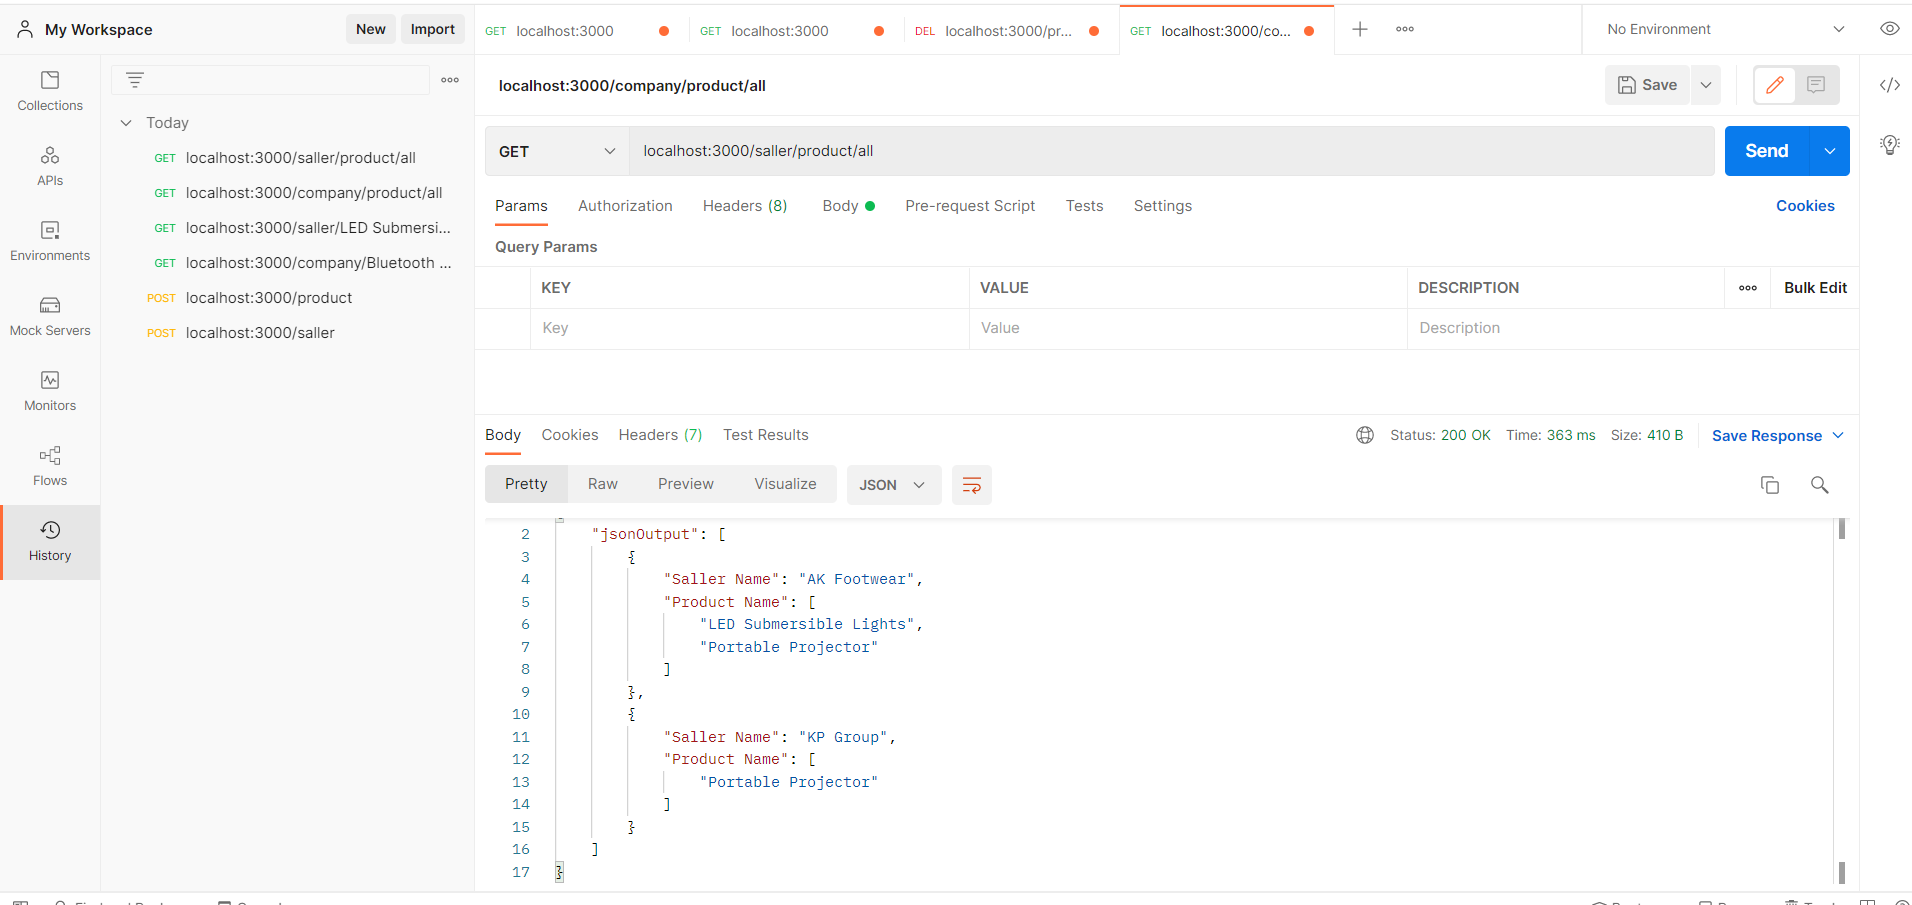 My Workspace New Import
GET localhost:3000 GET localhost:3000 DEL localhost:3000/pr... GET localhost:3000/co... No Environment
Collections
APIs
Environments
Mock Servers
Monitors
Flows
History
Today
GET localhost:3000/saller/product/all
GET localhost:3000/company/product/all
GET localhost:3000/saller/LED Submersi...
GET localhost:3000/company/Bluetooth ...
POST localhost:3000/product
POST localhost:3000/saller
localhost:3000/company/product/all Save
GET localhost:3000/saller/product/all Send
Params Authorization Headers (8) Body Pre-request Script Tests Settings Cookies
Query Params
KEY VALUE DESCRIPTION Bulk Edit
Key Value Description
Body Cookies Headers (7) Test Results Status: 200 OK Time: 363 ms Size: 410 B Save Response
Pretty Raw Preview Visualize JSON
2 "jsonOutput": [
3 {
4 "Saller Name": "AK Footwear",
5 "Product Name": [
6 "LED Submersible Lights",
7 "Portable Projector"
8 ]
9 },
10 {
11 "Saller Name": "KP Group",
12 "Product Name": [
13 "Portable Projector"
14 ]
15 }
16 ]
17 }